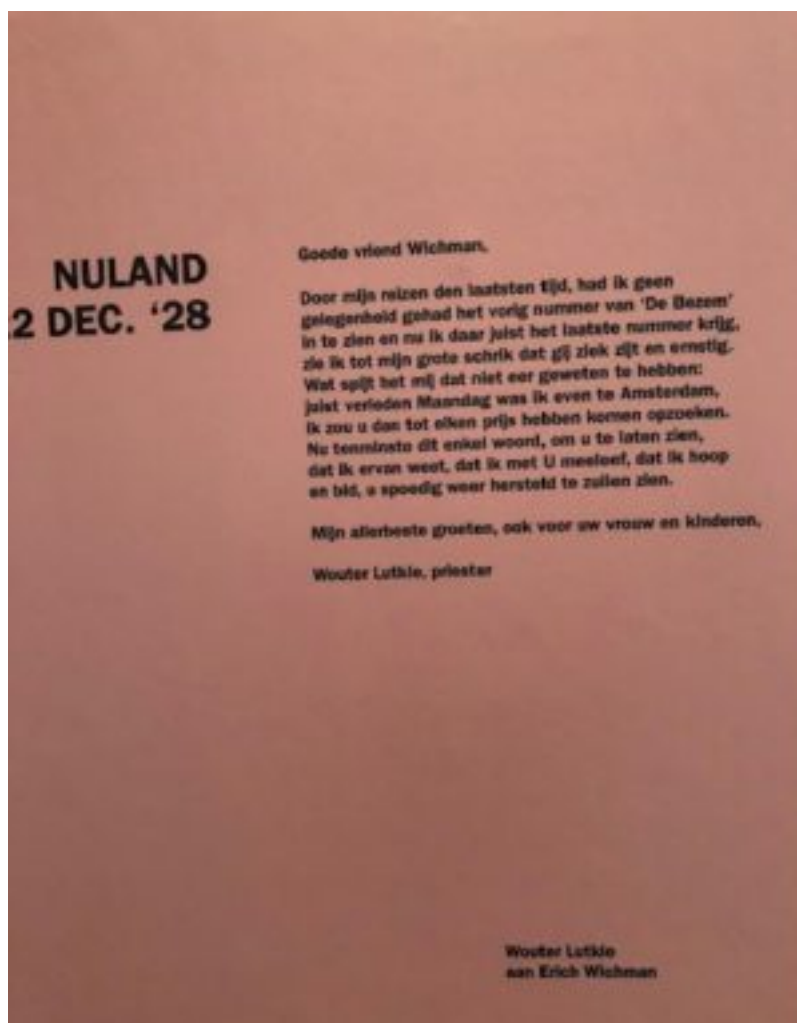 NULAND
2 DEC. ‘28
Goede vriend Wichman,
Door mijn reizen den laatsten tijd, had ik geen
gelegenheid gehad het vorig nummer van ‘De Bezem’
in te zien en nu ik daar juist het laatste nummer krijg,
zie ik tot mijn grote schrik dat gij ziek zijt en ernstig.
Wat spijt het mij dat niet eer geweten te hebben:
juist verleden Maandag was ik even te Amsterdam,
ik zou u dan tot elken prijs hebben komen opzoeken.
Nu tenminste dit enkel woord, om u te laten zien,
dat ik ervan weet, dat ik met U meeleef, dat ik hoop
en bid, u spoedig weer hersteld te zullen zien.
Mijn allerbeste groeten, ook voor uw vrouw en kinderen,
Wouter Lutkie, priester
Wouter Lutkie
aan Erich Wichman